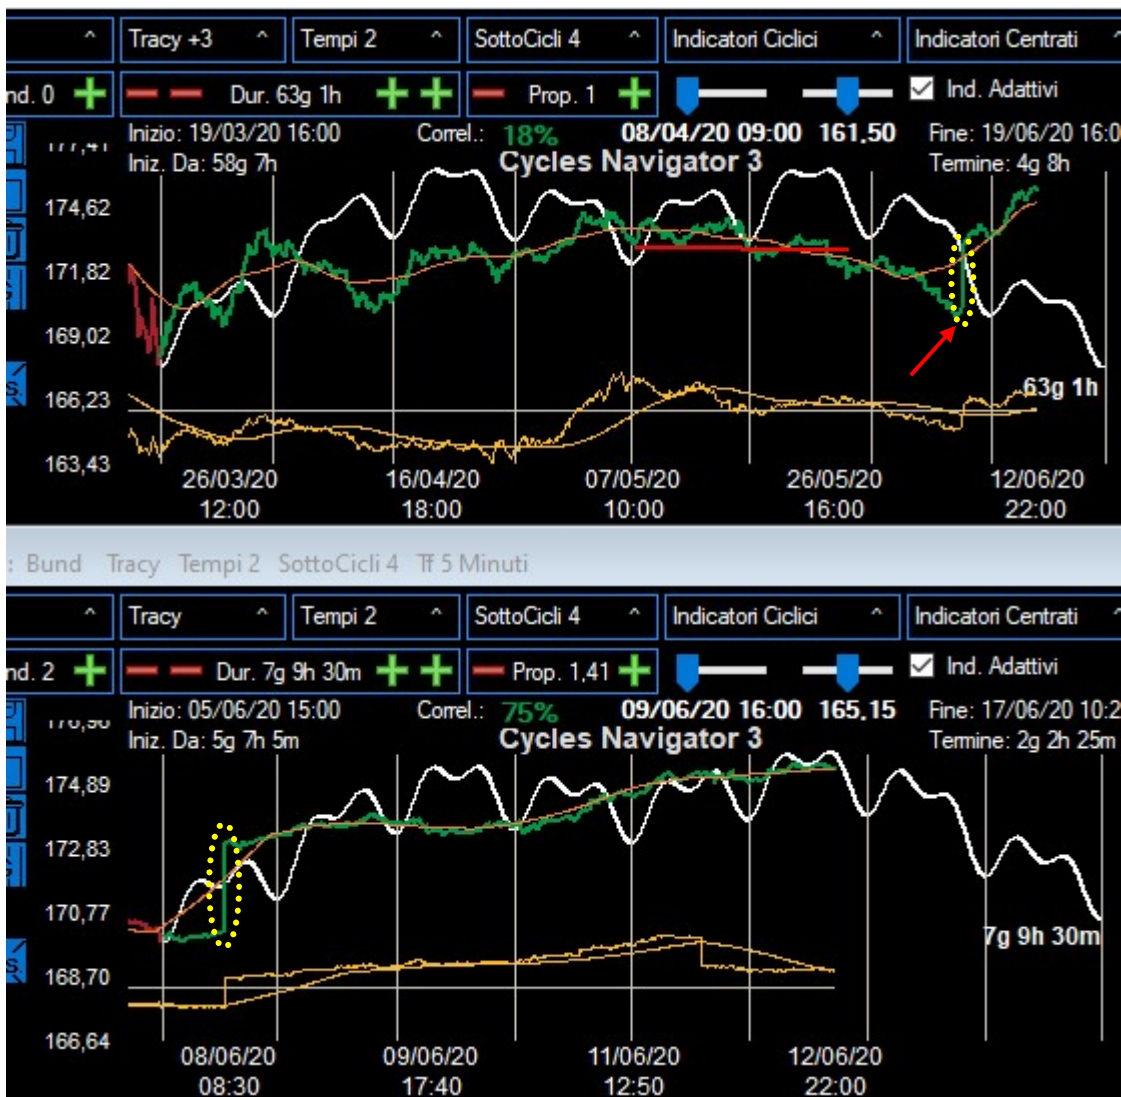 ^ Tracy +3 ^ Tempi 2 ^ SottoCicli 4 ^ Indicatori Ciclici ^ Indicatori Centrati ^
nd. 0 Dur. 63g 1h Prop. 1 Ind. Adattivi
Inizio: 19/03/20 16:00 Correl.: 18% 08/04/20 09:00 161,50 Fine: 19/06/20 16:0
Iniz. Da: 58g 7h Cycles Navigator 3 Termine: 4g 8h
174,62
171,82
169,02
63g 1h
166,23
163,43
26/03/20 16/04/20 07/05/20 26/05/20 12/06/20
12:00 18:00 10:00 16:00 22:00
: Bund Tracy Tempi 2 SottoCicli 4 Tf 5 Minuti
^ Tracy ^ Tempi 2 ^ SottoCicli 4 ^ Indicatori Ciclici ^ Indicatori Centrati ^
nd. 2 Dur. 7g 9h 30m Prop. 1,41 Ind. Adattivi
Inizio: 05/06/20 15:00 Correl.: 75% 09/06/20 16:00 165,15 Fine: 17/06/20 10:2
Iniz. Da: 5g 7h 5m Cycles Navigator 3 Termine: 2g 2h 25m
174,89
172,83
170,77
7g 9h 30m
168,70
166,64
08/06/20 09/06/20 11/06/20 12/06/20
08:30 17:40 12:50 22:00